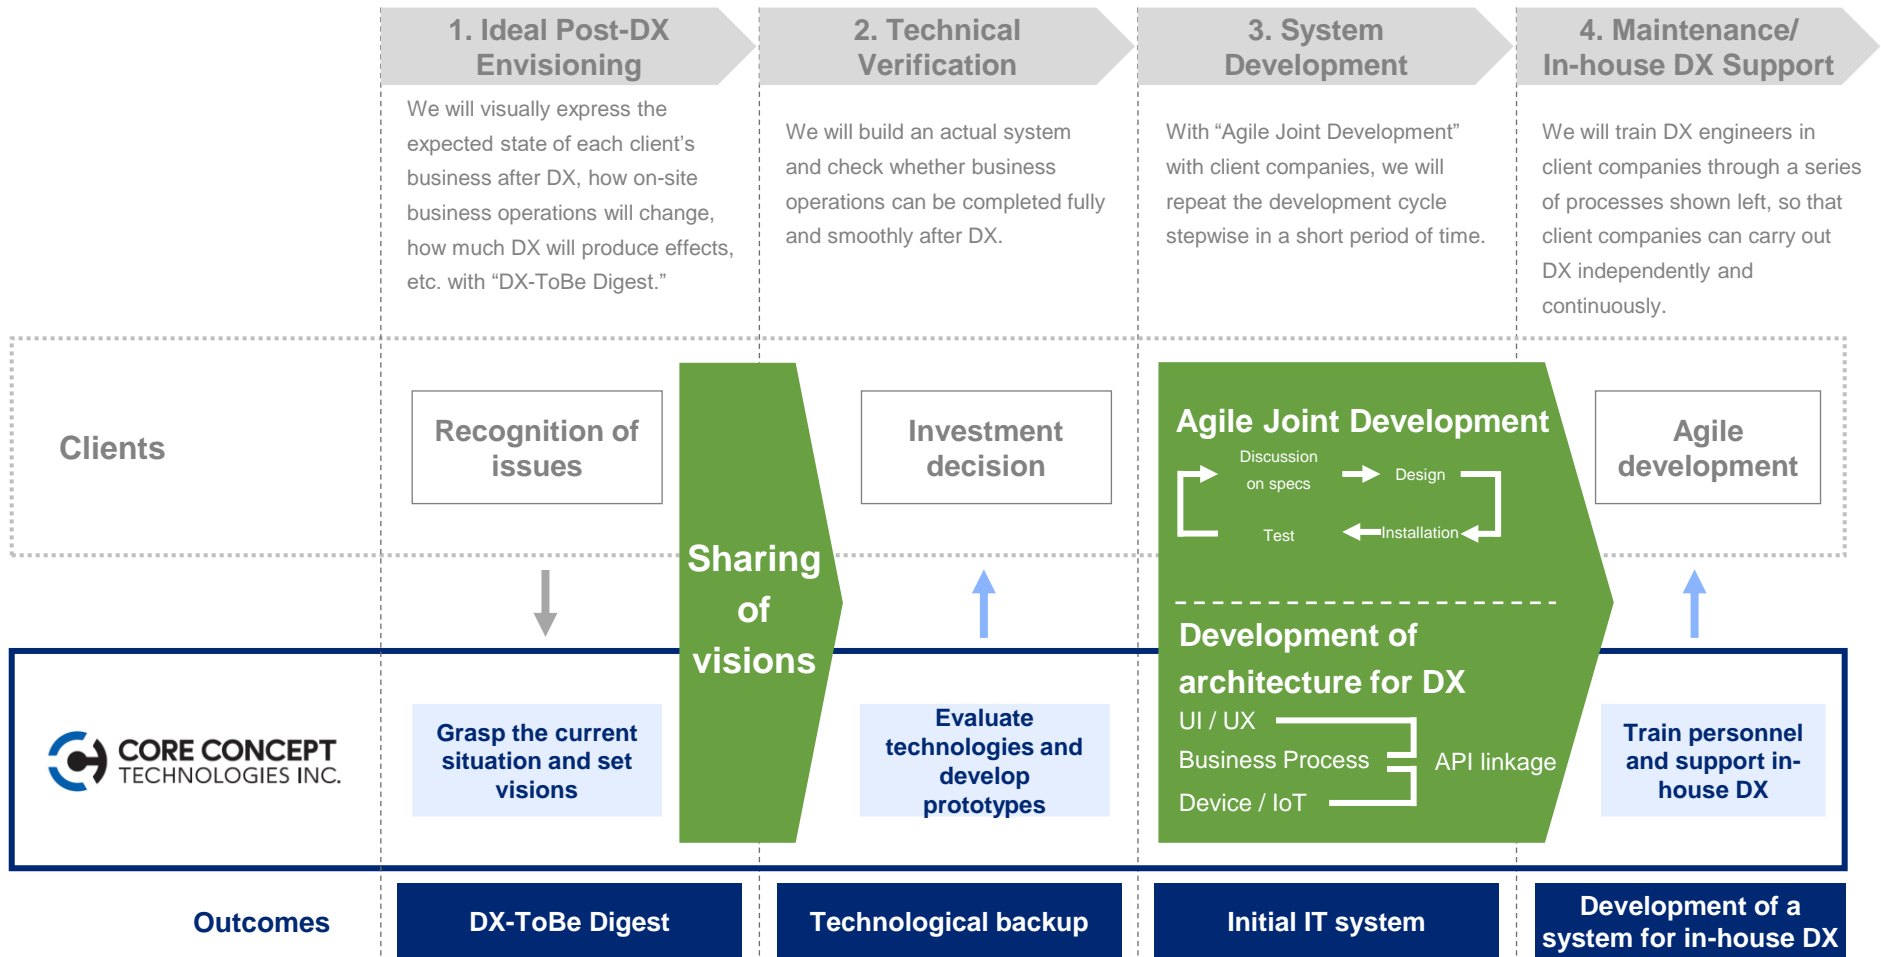 1. Ideal Post-DX
Envisioning
2. Technical
Verification
3. System
Development
4. Maintenance/
In-house DX Support
We will visually express the
expected state of each client’s
business after DX, how on-site
business operations will change,
how much DX will produce effects,
etc. with “DX-ToBe Digest.”
We will build an actual system
and check whether business
operations can be completed fully
and smoothly after DX.
With “Agile Joint Development”
with client companies, we will
repeat the development cycle
stepwise in a short period of time.
We will train DX engineers in
client companies through a series
of processes shown left, so that
client companies can carry out
DX independently and
continuously.
Clients
Recognition of
issues
Sharing
of
visions
Investment
decision
Agile Joint Development
Discussion
on specs
Design
Test
Installation
Agile
development
Development of
architecture for DX
UI / UX
Business Process
Device / IoT
API linkage
CORE CONCEPT
TECHNOLOGIES INC.
Grasp the current
situation and set
visions
Evaluate
technologies and
develop
prototypes
Train personnel
and support in-
house DX
Outcomes
DX-ToBe Digest
Technological backup
Initial IT system
Development of a
system for in-house DX